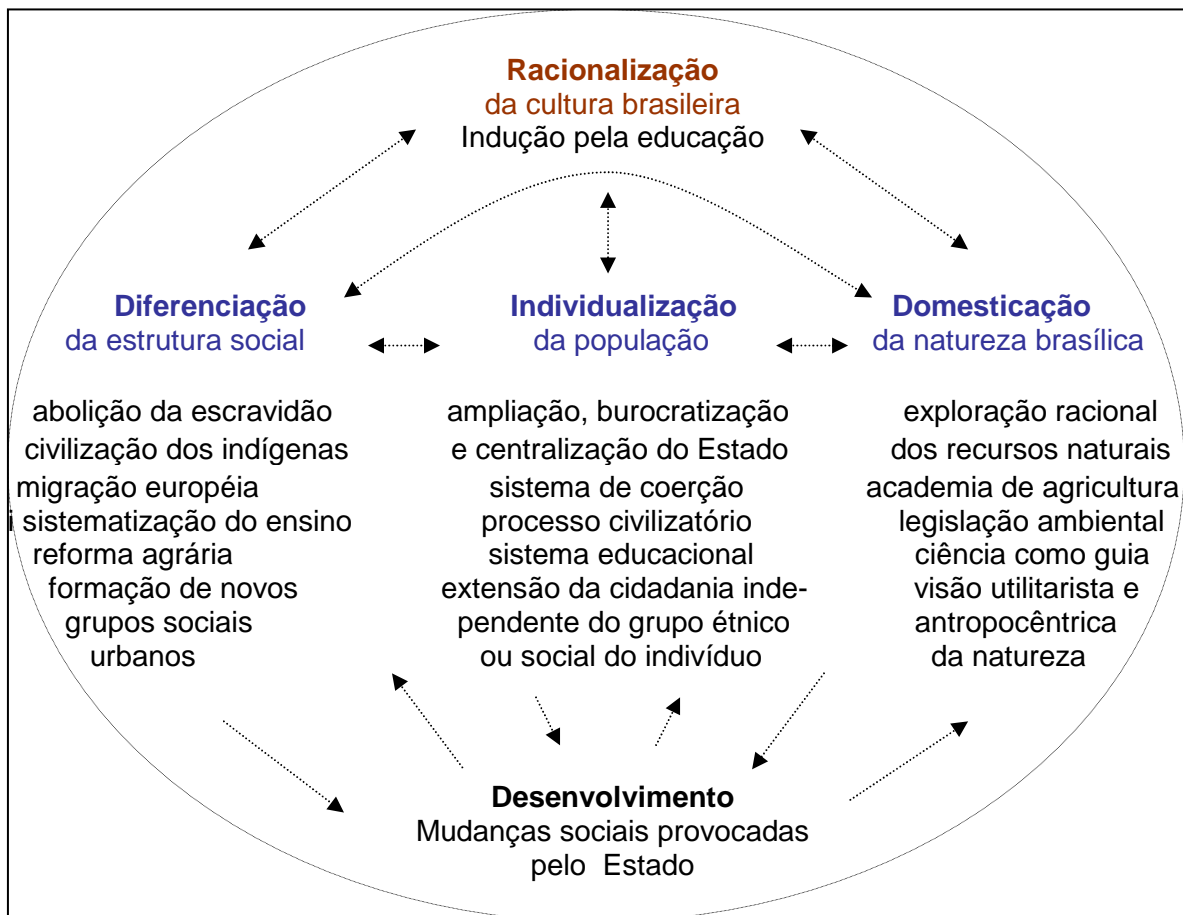 Racionalização
da cultura brasileira
Indução pela educação
Diferenciação
da estrutura social
abolição da escravidão
civilização dos indígenas
migração européia
i sistematização do ensino
reforma agrária
formação de novos
grupos sociais
urbanos
Individualização
da população
ampliação, burocratização
e centralização do Estado
sistema de coerção
processo civilizatório
sistema educacional
extensão da cidadania inde-
pendente do grupo étnico
ou social do indivíduo
Domesticação
da natureza brasílica
exploração racional
dos recursos naturais
academia de agricultura
legislação ambiental
ciência como guia
visão utilitarista e
antropocêntrica
da natureza
Desenvolvimento
Mudanças sociais provocadas
pelo Estado